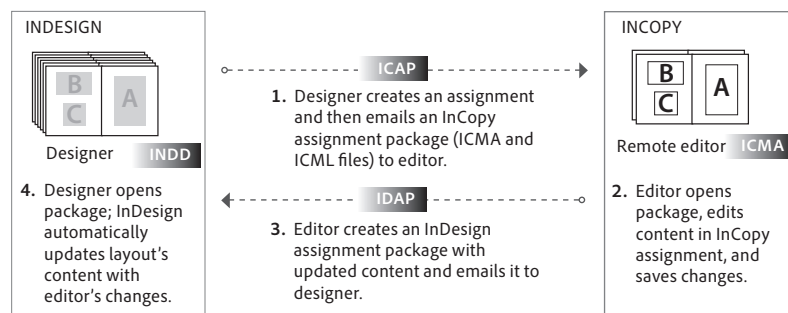 INDESIGN
B
C
A
Designer
INDD
4. Designer opens
package; InDesign
automatically
updates layout's
content with
editor's changes.
ICAP
1. Designer creates an assignment
and then emails an InCopy
assignment package (ICMA and
ICML files) to editor.
IDAP
3. Editor creates an InDesign
assignment package with
updated content and emails it to
designer.
INCOPY
B
C
A
Remote editor
ICMA
2. Editor opens
package, edits
content in InCopy
assignment, and
saves changes.